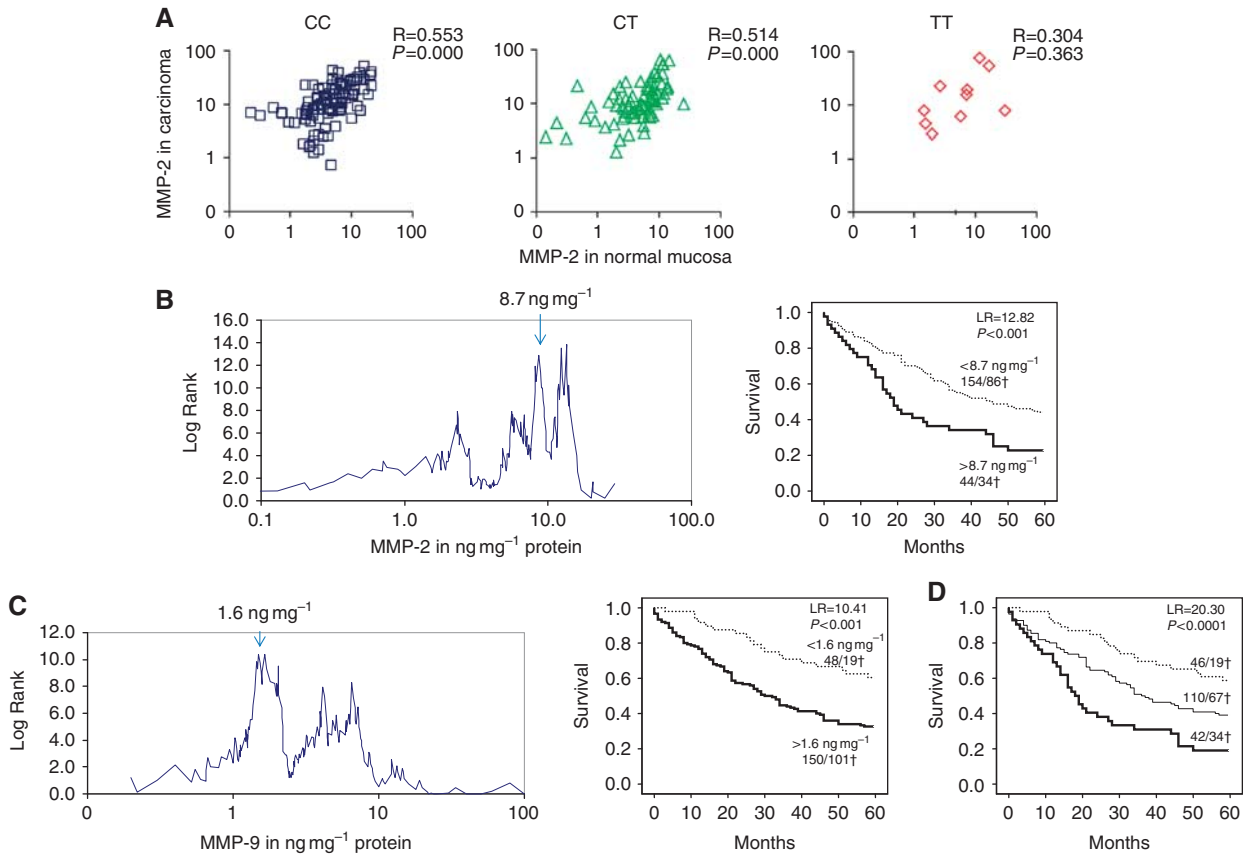 A
CC
R=0.553
P=0.000
CT
R=0.514
P=0.000
TT
R=0.304
P=0.363
MMP-2 in carcinoma
100
10
1
0
0
1
10
100
100
10
1
0
0
1
10
100
100
10
1
0
0
1
10
100
MMP-2 in normal mucosa
B
8.7 ng mg−1
Log Rank
16.0
14.0
12.0
10.0
8.0
6.0
4.0
2.0
0.0
0.1
1.0
10.0
100.0
MMP-2 in ng mg−1 protein
Survival
1.0
0.8
0.6
0.4
0.2
0.0
LR=12.82
P<0.001
<8.7 ng mg−1
154/86†
>8.7 ng mg−1
44/34†
0 10 20 30 40 50 60
Months
C
1.6 ng mg−1
Log Rank
12.0
10.0
8.0
6.0
4.0
2.0
0.0
0
1
10
100
MMP-9 in ng mg−1 protein
Survival
1.0
0.8
0.6
0.4
0.2
0.0
LR=10.41
P<0.001
<1.6 ng mg−1
48/19†
>1.6 ng mg−1
150/101†
0 10 20 30 40 50 60
Months
D
Survival
1.0
0.8
0.6
0.4
0.2
0.0
LR=20.30
P<0.0001
46/19†
110/67†
42/34†
0 10 20 30 40 50 60
Months